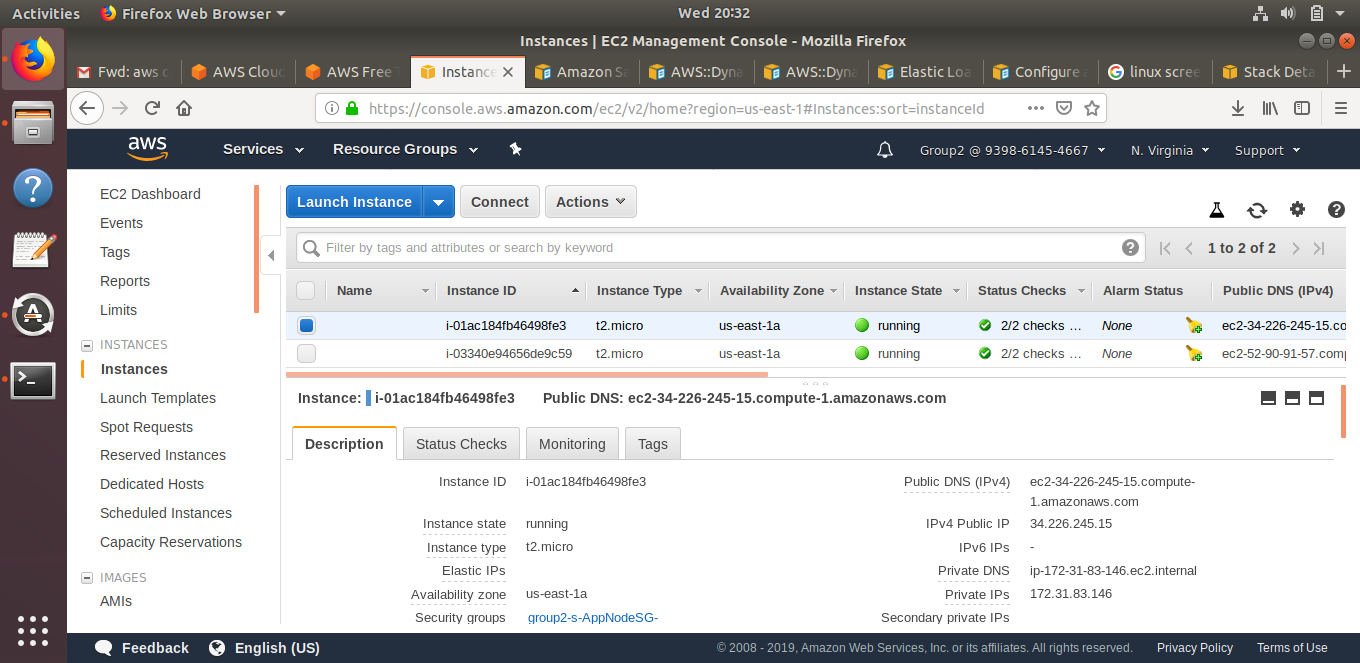 Activities Firefox Web Browser Wed 20:32
Instances | EC2 Management Console - Mozilla Firefox
Fwd: aws AWS Clou AWS Free Instance Amazon S AWS::Dyna AWS::Dyna Elastic Loa Configure linux scree Stack Deta
https://console.aws.amazon.com/ec2/v2/home?region=us-east-1#Instances:sort=instanceId
aws Services Resource Groups Group2 @ 9398-6145-4667 N. Virginia Support
EC2 Dashboard
Events
Tags
Reports
Limits
INSTANCES
Instances
Launch Templates
Spot Requests
Reserved Instances
Dedicated Hosts
Scheduled Instances
Capacity Reservations
IMAGES
AMIs
Launch Instance Connect Actions
Filter by tags and attributes or search by keyword 1 to 2 of 2
Name Instance ID Instance Type Availability Zone Instance State Status Checks Alarm Status Public DNS (IPv4)
i-01ac184fb46498fe3 t2.micro us-east-1a running 2/2 checks ... None ec2-34-226-245-15.co
i-03340e94656de9c59 t2.micro us-east-1a running 2/2 checks ... None ec2-52-90-91-57.comp
Instance: i-01ac184fb46498fe3 Public DNS: ec2-34-226-245-15.compute-1.amazonaws.com
Description Status Checks Monitoring Tags
Instance ID i-01ac184fb46498fe3 Public DNS (IPv4) ec2-34-226-245-15.compute-
1.amazonaws.com
Instance state running IPv4 Public IP 34.226.245.15
Instance type t2.micro IPv6 IPs -
Elastic IPs Private DNS ip-172-31-83-146.ec2.internal
Availability zone us-east-1a Private IPs 172.31.83.146
Security groups group2-s-AppNodeSG- Secondary private IPs
Feedback English (US) © 2008 - 2019, Amazon Web Services, Inc. or its affiliates. All rights reserved. Privacy Policy Terms of Use